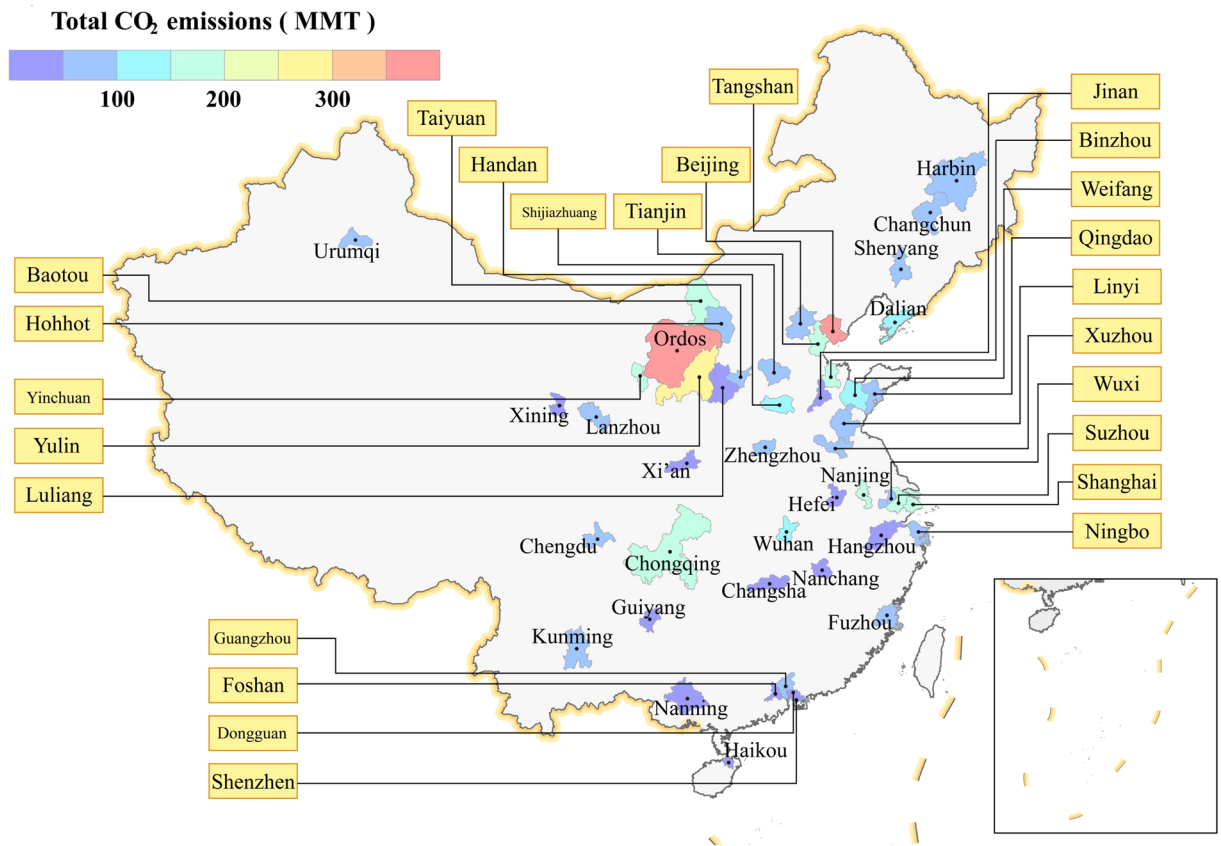 Total CO₂ emissions ( MMT )
100 200 300
Tangshan
Jinan
Taiyuan
Binzhou
Handan
Beijing
Harbin
Weifang
Shijiazhuang
Tianjin
Changchun
Qingdao
Urumqi
Shenyang
Baotou
Linyi
Dalian
Hohhot
Ordos
Xuzhou
Wuxi
Yinchuan
Xining
Lanzhou
Suzhou
Yulin
Zhengzhou
Xi'an
Nanjing
Shanghai
Luliang
Hefei
Ningbo
Chengdu
Wuhan
Hangzhou
Chongqing
Nanchang
Changsha
Guiyang
Fuzhou
Guangzhou
Kunming
Foshan
Nanning
Dongguan
Haikou
Shenzhen